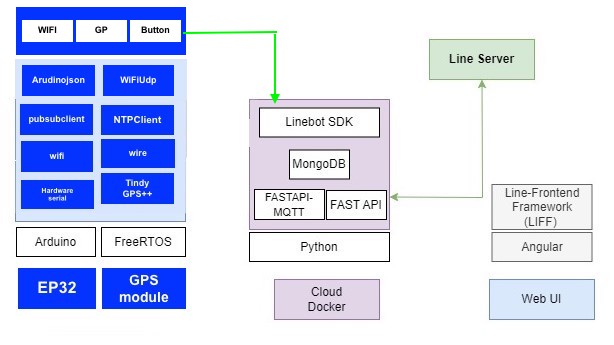 WIFI
GP
Button
Line Server
Arudinojson
WiFiUdp
pubsubclient
NTPClient
wifi
wire
Hardware
serial
Tindy
GPS++
Linebot SDK
MongoDB
FASTAPI-
MQTT
FAST API
Line-Frontend
Framework
(LIFF)
Arduino
FreeRTOS
Python
Angular
EP32
GPS
module
Cloud
Docker
Web UI